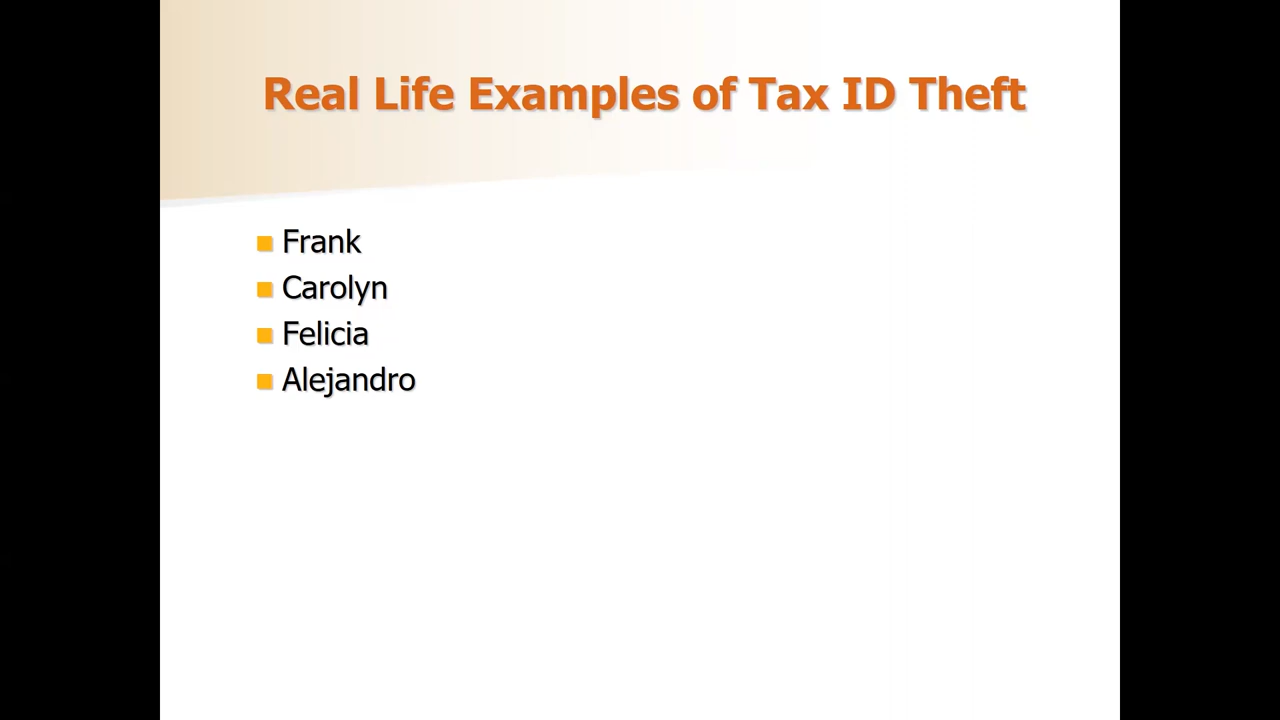 Real Life Examples of Tax ID Theft
Frank
Carolyn
Felicia
Alejandro